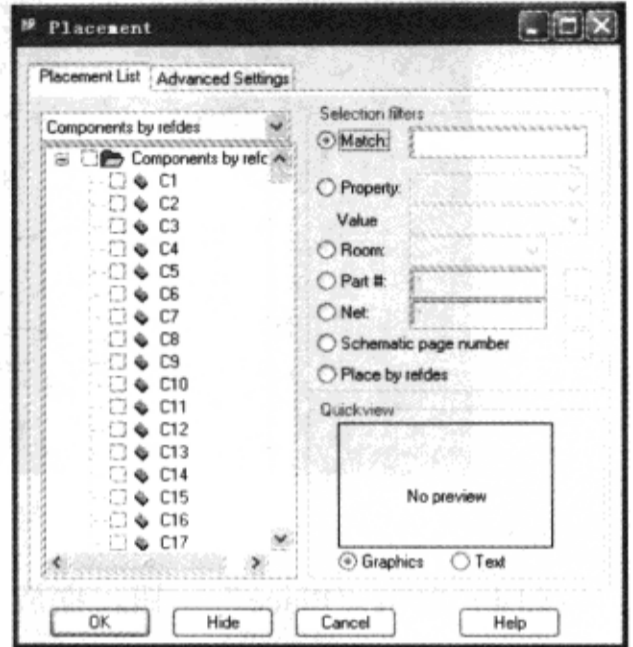 Placement
Placement List
Advanced Settings
Components by refdes
Components by refc
C1
C2
C3
C4
C5
C6
C7
C8
C9
C10
C11
C12
C13
C14
C15
C16
C17
Selection filters
Match:
Property:
Value
Room:
Part #:
Net:
Schematic page number
Place by refdes
Quickview
No preview
Graphics
Text
OK
Hide
Cancel
Help